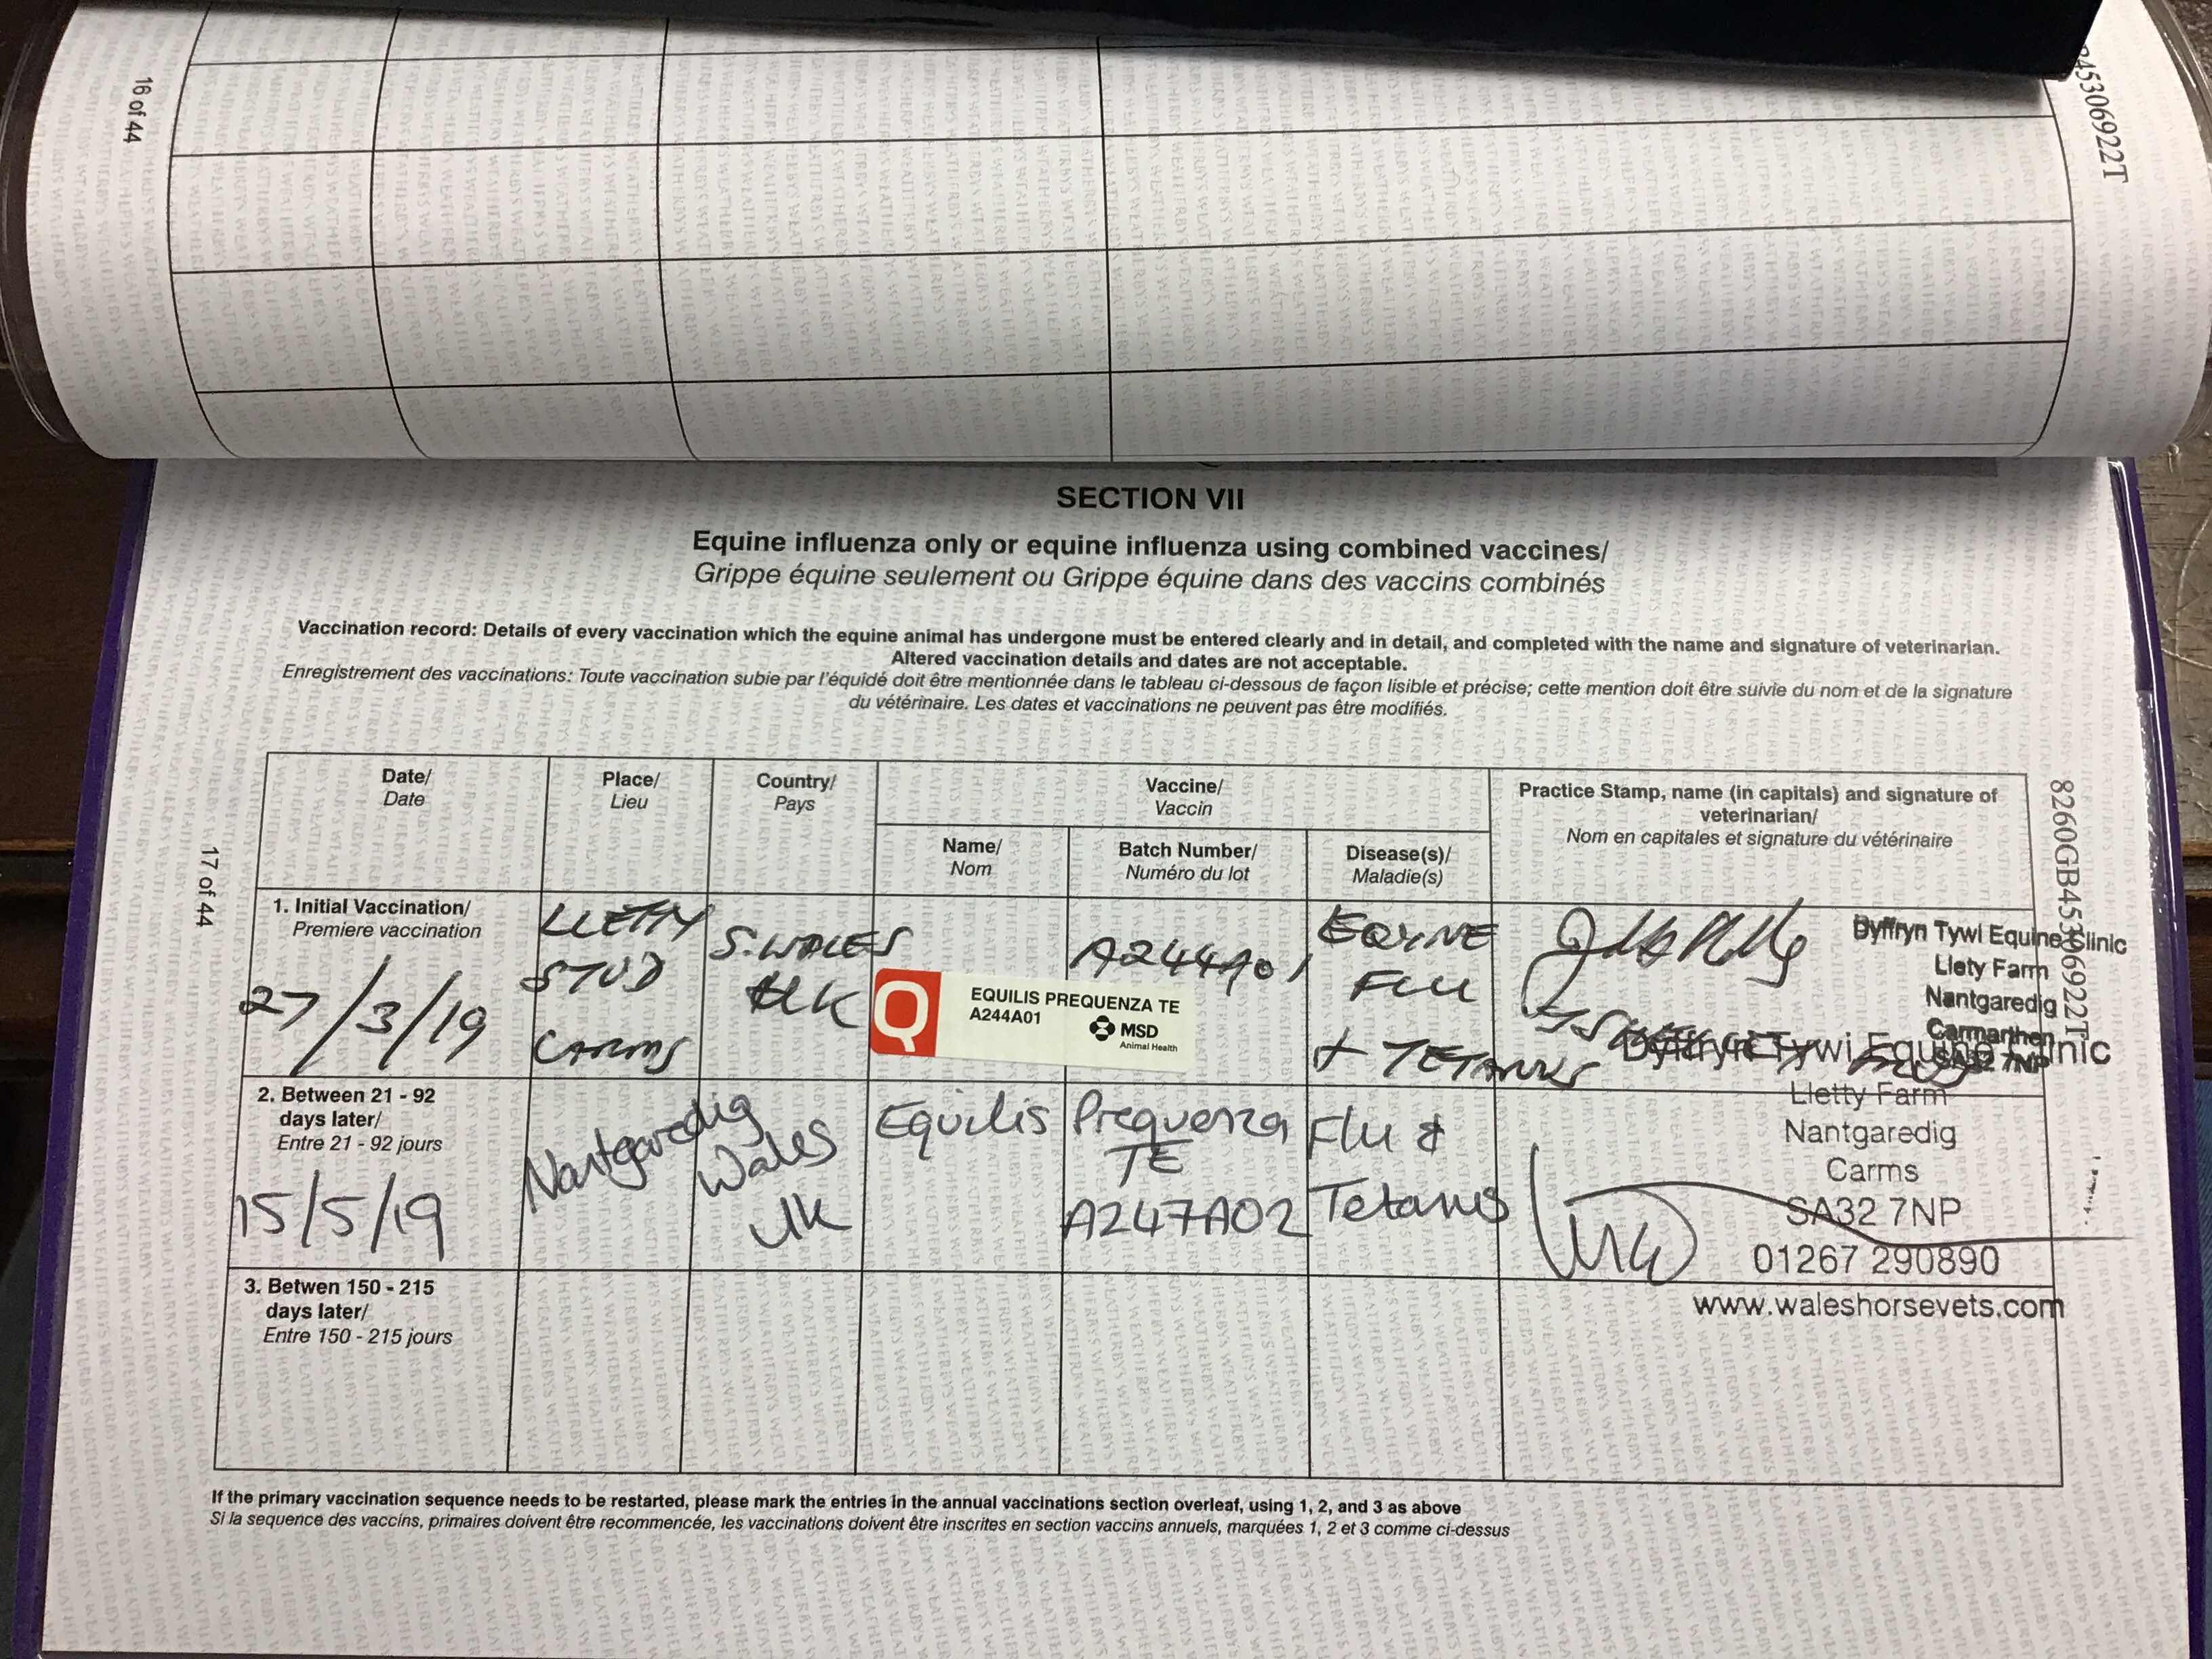 16 of 44
45306922T
SECTION VII
Equine influenza only or equine influenza using combined vaccines/
Grippe équine seulement ou Grippe équine dans des vaccins combinés
Vaccination record: Details of every vaccination which the equine animal has undergone must be entered clearly and in detail, and completed with the name and signature of veterinarian.
Altered vaccination details and dates are not acceptable.
Enregistrement des vaccinations: Toute vaccination subie par l'équidé doit être mentionnée dans le tableau ci-dessous de façon lisible et précise; cette mention doit être suivie du nom et de la signature
du vétérinaire. Les dates et vaccinations ne peuvent pas être modifiés.
Date/
Date
Place/
Lieu
Country/
Pays
Vaccine/
Vaccin
Name/
Nom
Batch Number/
Numéro du lot
Disease(s)/
Maladie(s)
Practice Stamp, name (in capitals) and signature of
veterinarian/
Nom en capitales et signature du vétérinaire
8260GB45306922T
17 of 44
1. Initial Vaccination/
Premiere vaccination
27/3/19
LLETTY
STUD
CARMS
S. WALES
UK
EQUILIS PREQUENZA TE
A244A01
MSD
Animal Health
A244A01
EQUINE
FLU
+ TETANUS
Dyffryn Tywi Equine Clinic
Llety Farm
Nantgaredig
Carmarthen
SA32 7NP
2. Between 21 - 92
days later/
Entre 21 - 92 jours
15/5/19
Nantgaredig
Wales
UK
Equilis
Prequenza
TE
A247A02
Flu &
Tetanus
Dyffryn Tywi Equine Clinic
Lletty Farm
Nantgaredig
Carms
SA32 7NP
01267 290890
www.waleshorsevets.com
3. Betwen 150 - 215
days later/
Entre 150 - 215 jours
If the primary vaccination sequence needs to be restarted, please mark the entries in the annual vaccinations section overleaf, using 1, 2, and 3 as above
Si la sequence des vaccins, primaires doivent être recommencée, les vaccinations doivent être inscrites en section vaccins annuels, marquées 1, 2 et 3 comme ci-dessus